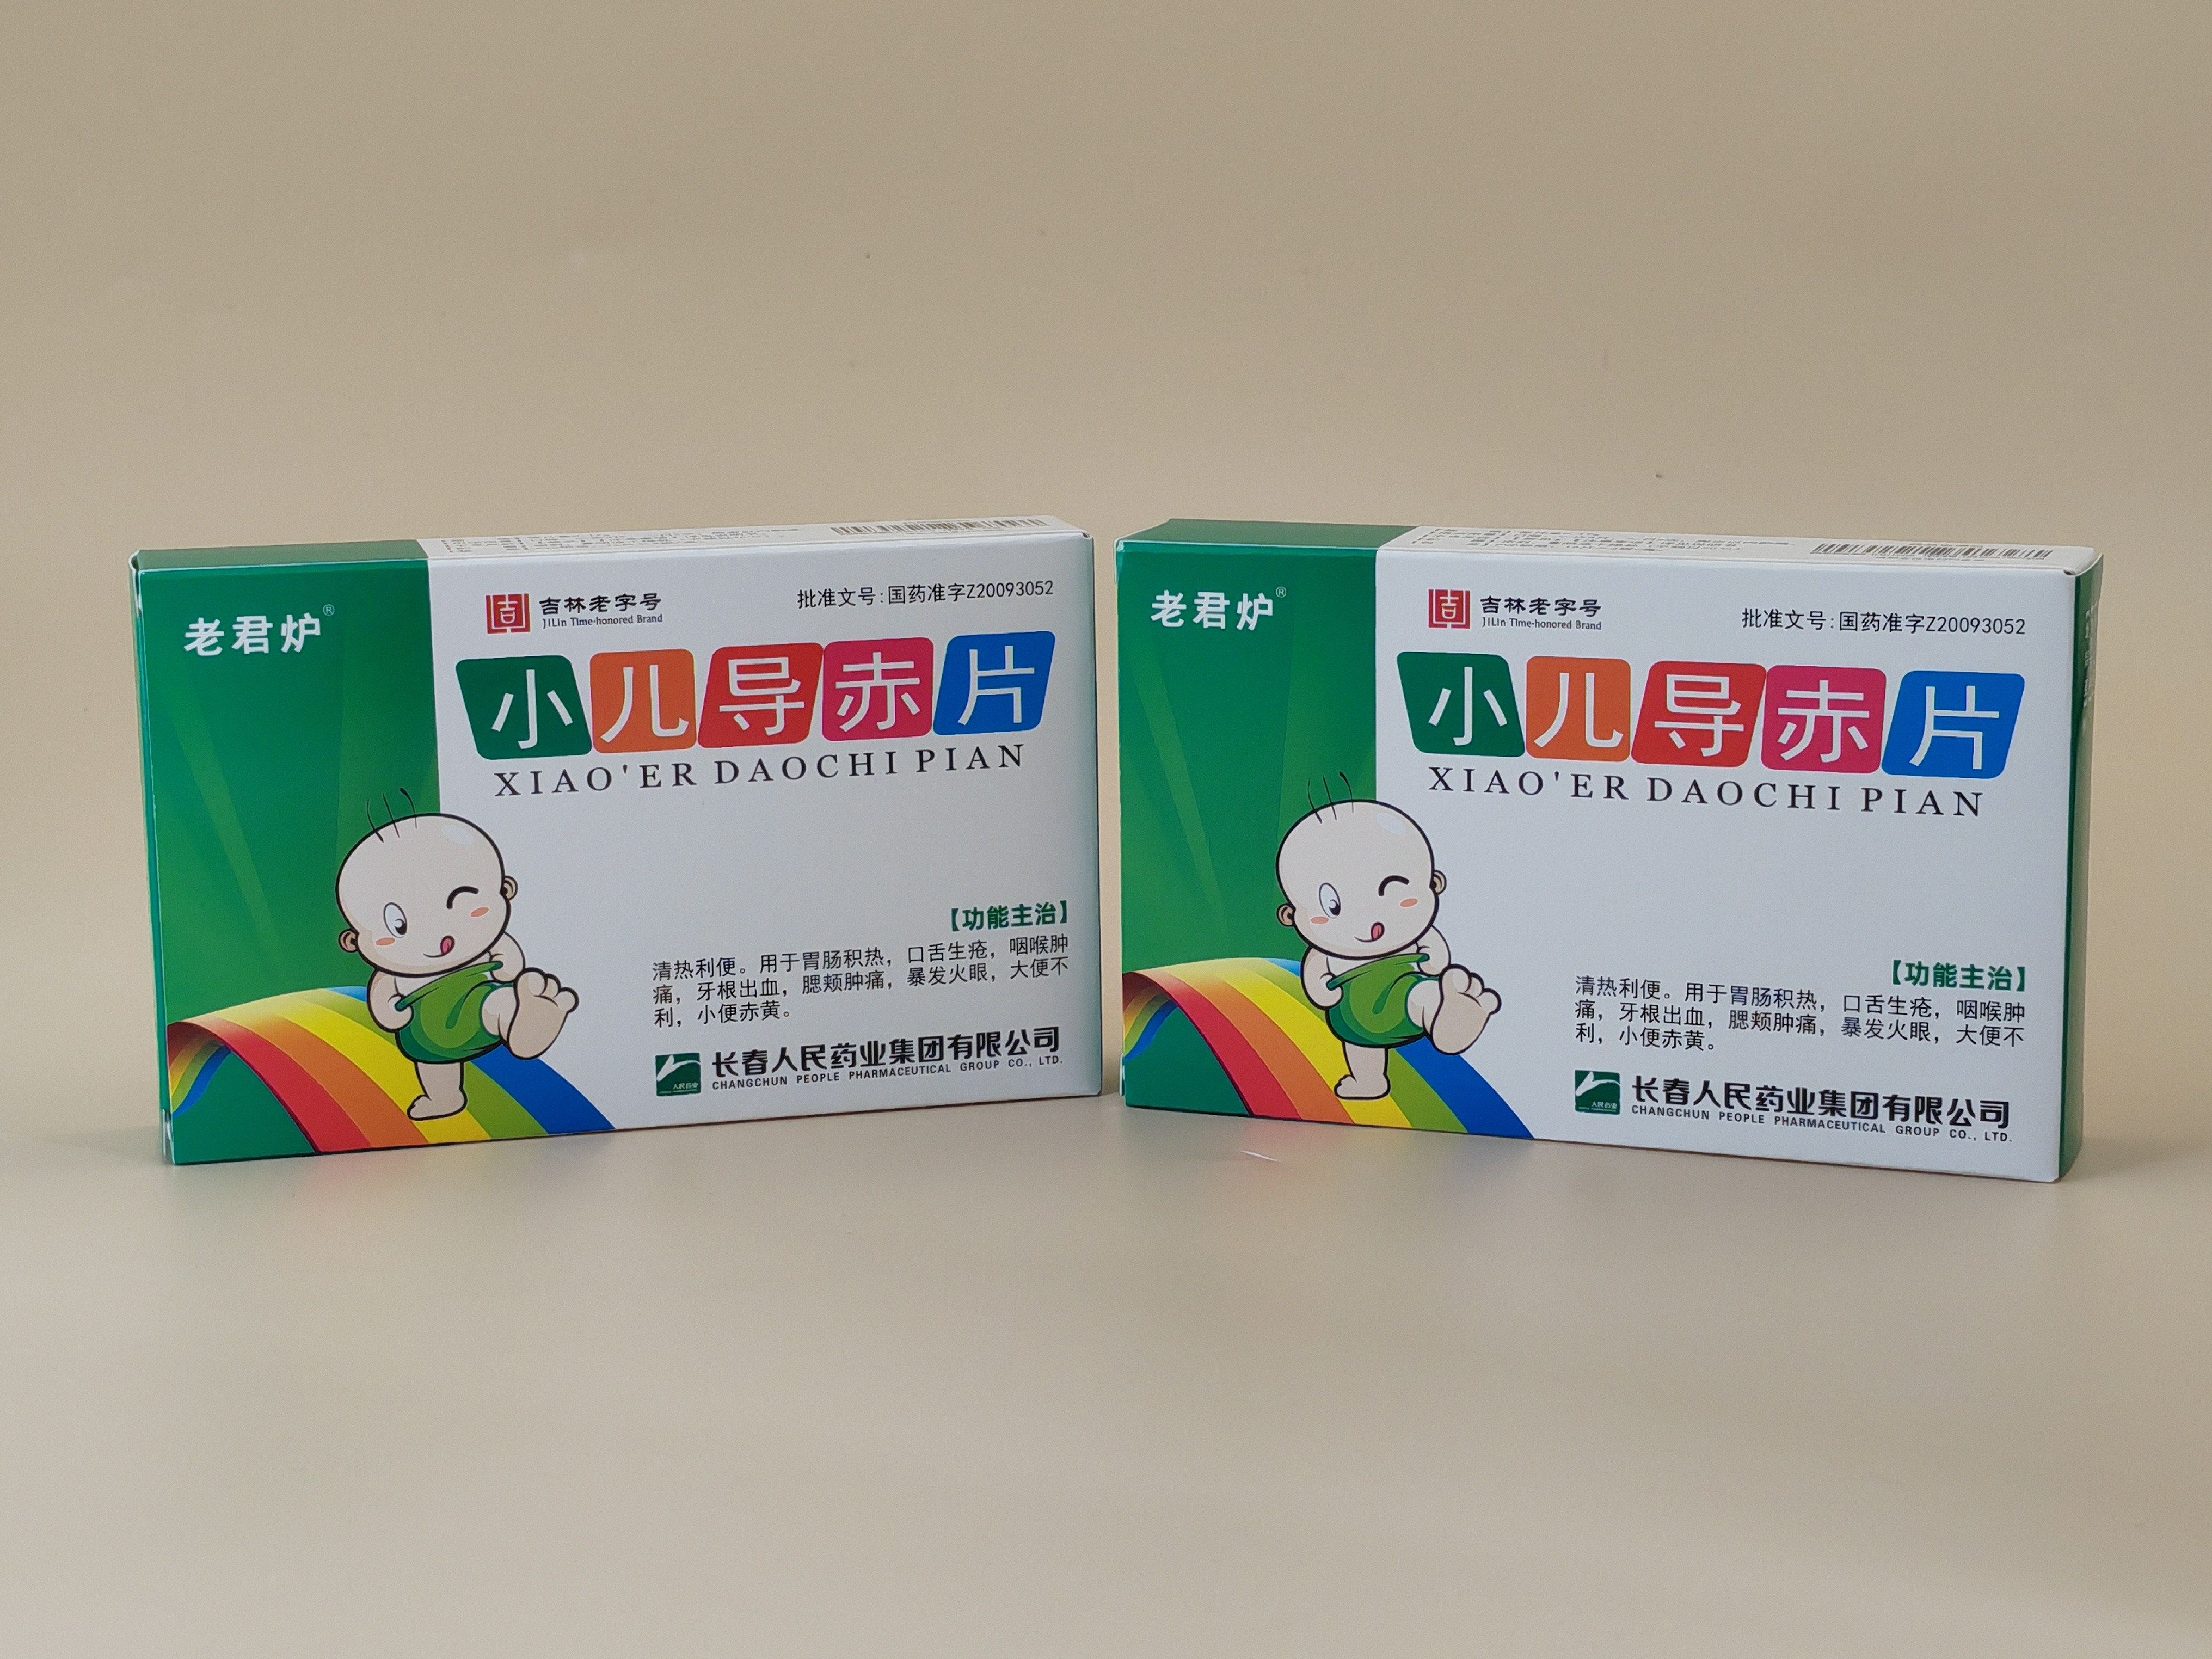 老君炉®
吉林老字号
JiLin Time-honored Brand
批准文号:国药准字Z20093052
小儿导赤片
XIAO'ER DAOCHI PIAN
【功能主治】
清热利便。用于胃肠积热，口舌生疮，咽喉肿
痛，牙根出血，腮颊肿痛，暴发火眼，大便不
利，小便赤黄。
人民药业
长春人民药业集团有限公司
CHANGCHUN PEOPLE PHARMACEUTICAL GROUP CO., LTD.
老君炉®
吉林老字号
JiLin Time-honored Brand
批准文号:国药准字Z20093052
小儿导赤片
XIAO'ER DAOCHI PIAN
【功能主治】
清热利便。用于胃肠积热，口舌生疮，咽喉肿
痛，牙根出血，腮颊肿痛，暴发火眼，大便不
利，小便赤黄。
人民药业
长春人民药业集团有限公司
CHANGCHUN PEOPLE PHARMACEUTICAL GROUP CO., LTD.